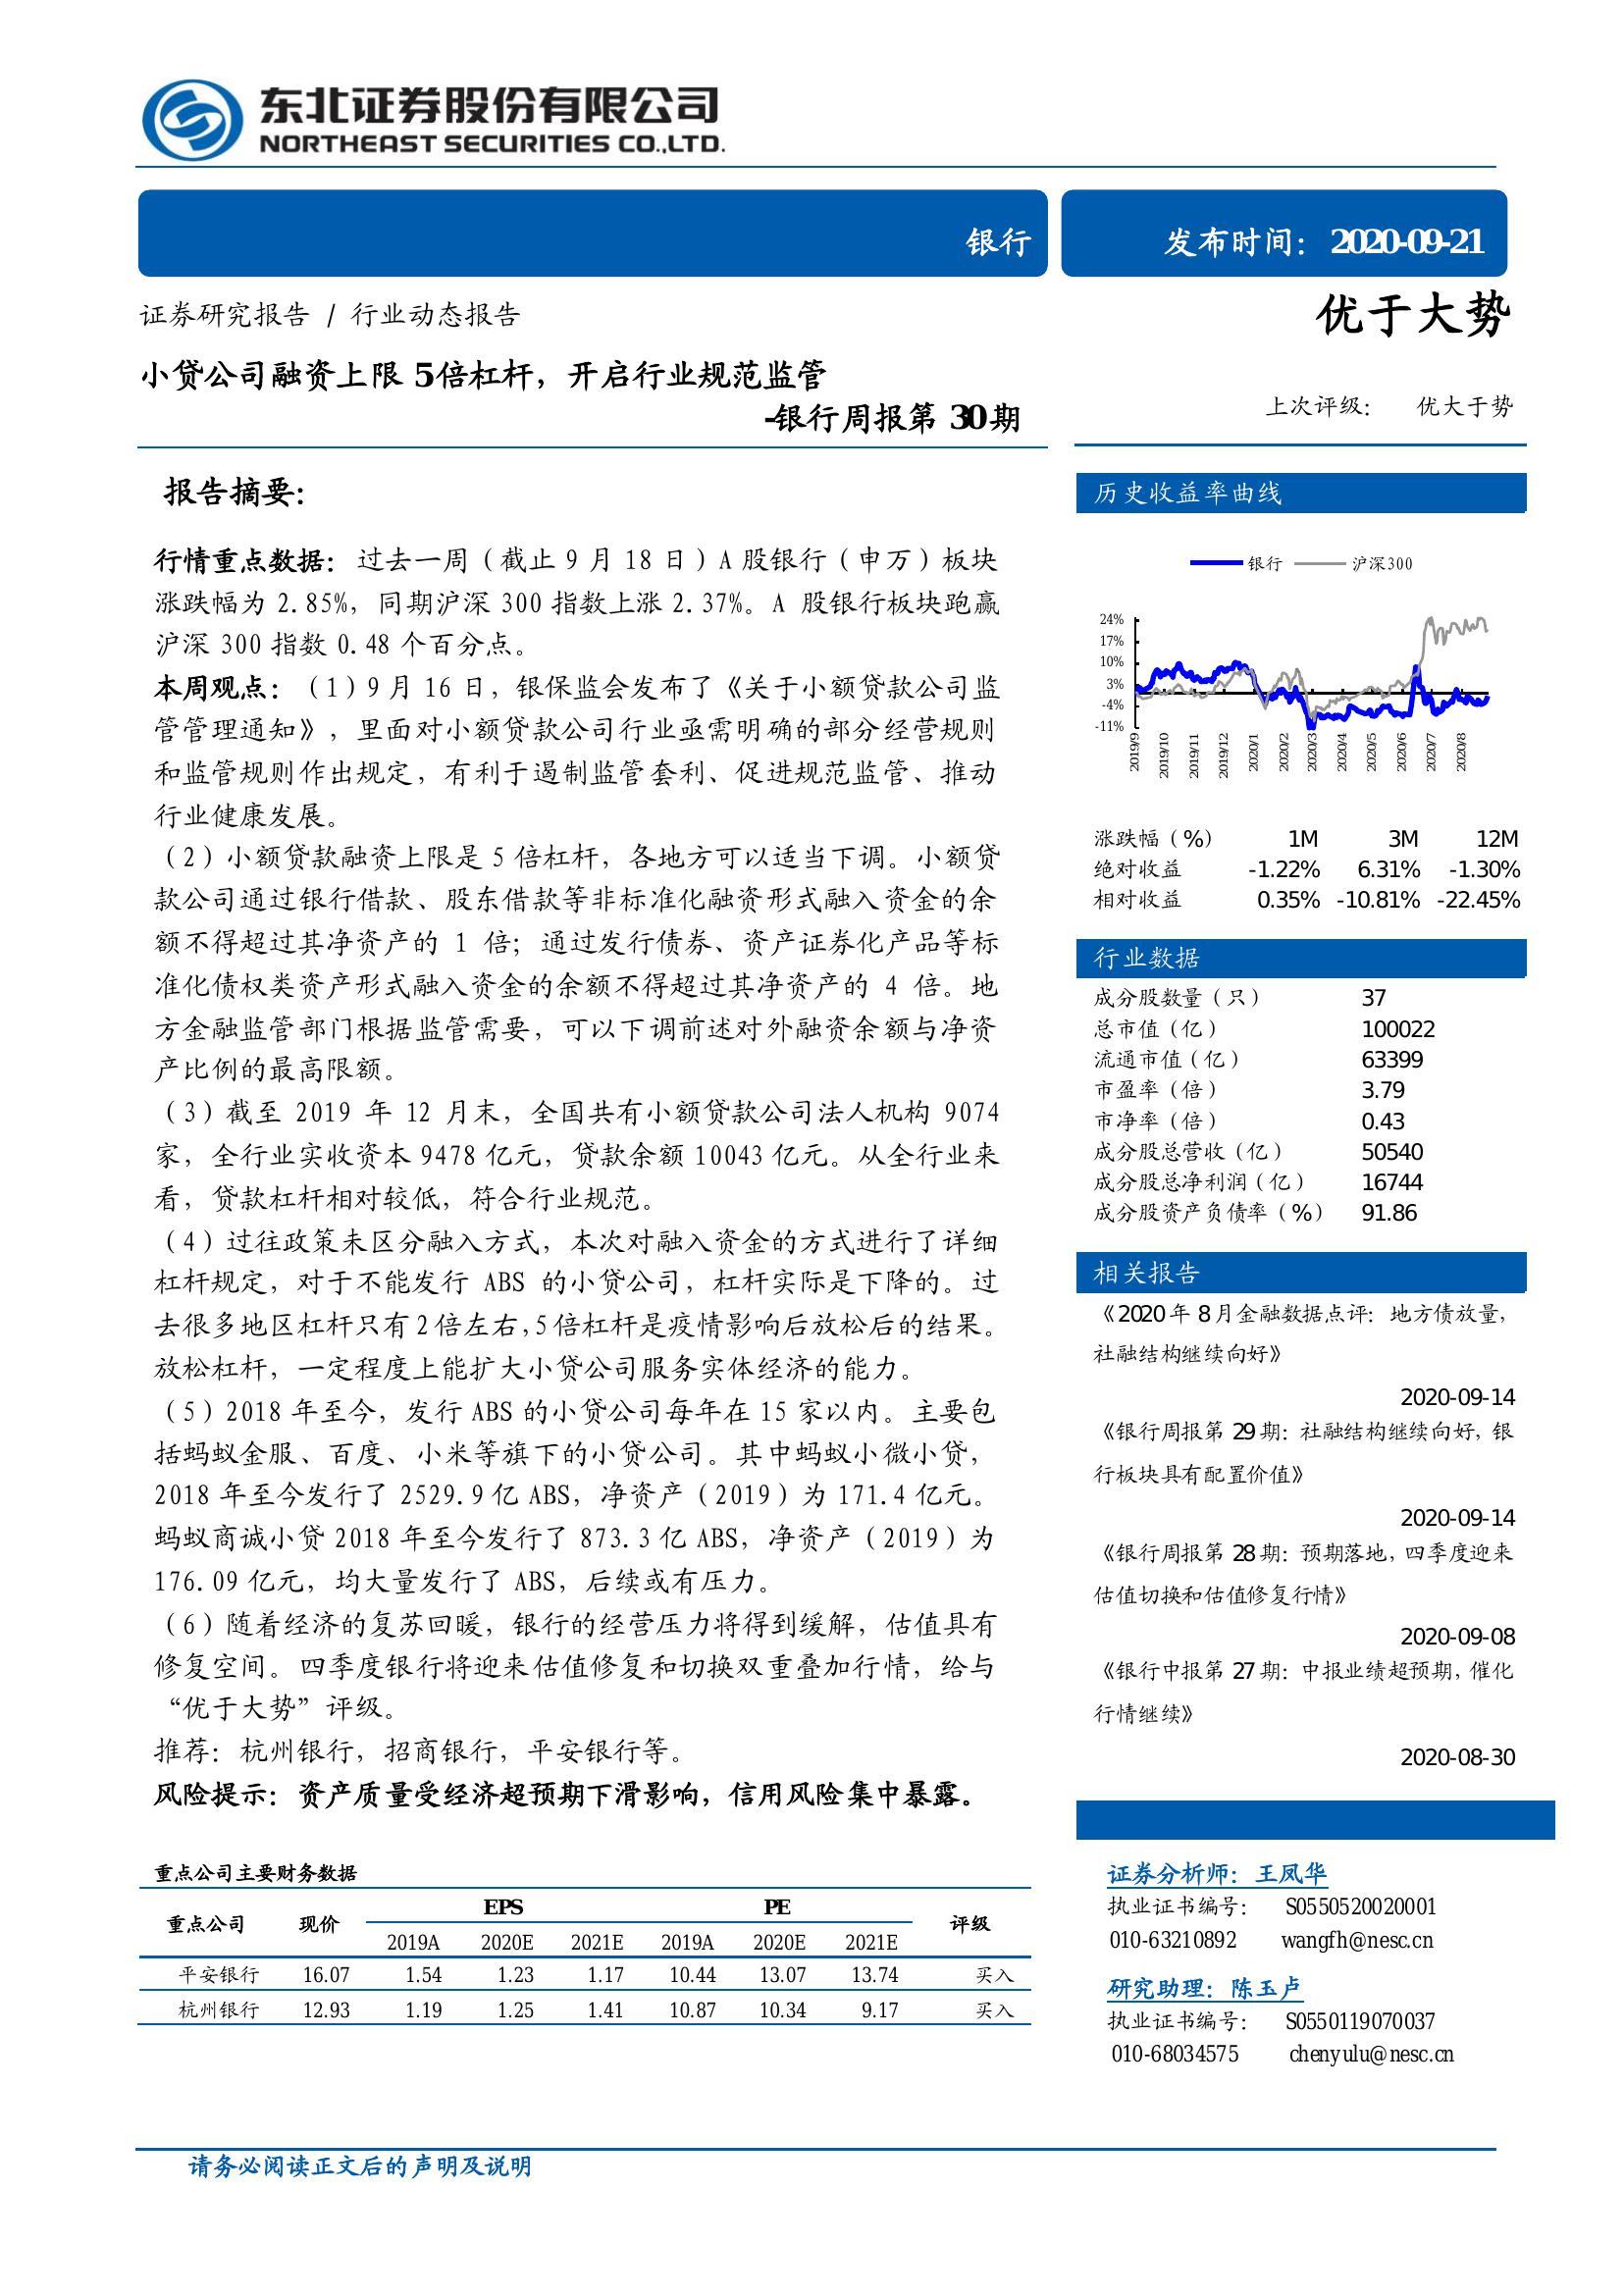 东北证券股份有限公司
NORTHEAST SECURITIES CO.,LTD.
银行
发布时间：2020-09-21
证券研究报告 / 行业动态报告
优于大势
小贷公司融资上限 5倍杠杆，开启行业规范监管
-银行周报第 30期
上次评级： 优大于势
报告摘要：
行情重点数据：过去一周（截止 9 月 18 日）A 股银行（申万）板块
涨跌幅为 2.85%，同期沪深 300 指数上涨 2.37%。A 股银行板块跑赢
沪深 300 指数 0.48 个百分点。
本周观点：（1）9 月 16 日，银保监会发布了《关于小额贷款公司监
管管理通知》，里面对小额贷款公司行业亟需明确的部分经营规则
和监管规则作出规定，有利于遏制监管套利、促进规范监管、推动
行业健康发展。
（2）小额贷款融资上限是 5 倍杠杆，各地方可以适当下调。小额贷
款公司通过银行借款、股东借款等非标准化融资形式融入资金的余
额不得超过其净资产的 1 倍；通过发行债券、资产证券化产品等标
准化债权类资产形式融入资金的余额不得超过其净资产的 4 倍。地
方金融监管部门根据监管需要，可以下调前述对外融资余额与净资
产比例的最高限额。
（3）截至 2019 年 12 月末，全国共有小额贷款公司法人机构 9074
家，全行业实收资本 9478 亿元，贷款余额 10043 亿元。从全行业来
看，贷款杠杆相对较低，符合行业规范。
（4）过往政策未区分融入方式，本次对融入资金的方式进行了详细
杠杆规定，对于不能发行 ABS 的小贷公司，杠杆实际是下降的。过
去很多地区杠杆只有 2 倍左右，5 倍杠杆是疫情影响后放松后的结果。
放松杠杆，一定程度上能扩大小贷公司服务实体经济的能力。
（5）2018 年至今，发行 ABS 的小贷公司每年在 15 家以内。主要包
括蚂蚁金服、百度、小米等旗下的小贷公司。其中蚂蚁小微小贷，
2018 年至今发行了 2529.9 亿 ABS，净资产（2019）为 171.4 亿元。
蚂蚁商诚小贷 2018 年至今发行了 873.3 亿 ABS，净资产（2019）为
176.09 亿元，均大量发行了 ABS，后续或有压力。
（6）随着经济的复苏回暖，银行的经营压力将得到缓解，估值具有
修复空间。四季度银行将迎来估值修复和切换双重叠加行情，给与
“优于大势”评级。
推荐：杭州银行，招商银行，平安银行等。
风险提示：资产质量受经济超预期下滑影响，信用风险集中暴露。
重点公司主要财务数据
重点公司 现价 EPS PE 评级
2019A 2020E 2021E 2019A 2020E 2021E
平安银行 16.07 1.54 1.23 1.17 10.44 13.07 13.74 买入
杭州银行 12.93 1.19 1.25 1.41 10.87 10.34 9.17 买入
历史收益率曲线
银行 沪深300
24%
17%
10%
3%
-4%
-11%
2019/9 2019/10 2019/11 2019/12 2020/1 2020/2 2020/3 2020/4 2020/5 2020/6 2020/7 2020/8
涨跌幅（%） 1M 3M 12M
绝对收益 -1.22% 6.31% -1.30%
相对收益 0.35% -10.81% -22.45%
行业数据
成分股数量（只） 37
总市值（亿） 100022
流通市值（亿） 63399
市盈率（倍） 3.79
市净率（倍） 0.43
成分股总营收（亿） 50540
成分股总净利润（亿） 16744
成分股资产负债率（%） 91.86
相关报告
《2020 年 8 月金融数据点评：地方债放量，
社融结构继续向好》
2020-09-14
《银行周报第 29 期：社融结构继续向好，银
行板块具有配置价值》
2020-09-14
《银行周报第 28 期：预期落地，四季度迎来
估值切换和估值修复行情》
2020-09-08
《银行中报第 27 期：中报业绩超预期，催化
行情继续》
2020-08-30
证券分析师：王凤华
执业证书编号： S0550520020001
010-63210892 wangfh@nesc.cn
研究助理：陈玉卢
执业证书编号： S0550119070037
010-68034575 chenyulu@nesc.cn
请务必阅读正文后的声明及说明